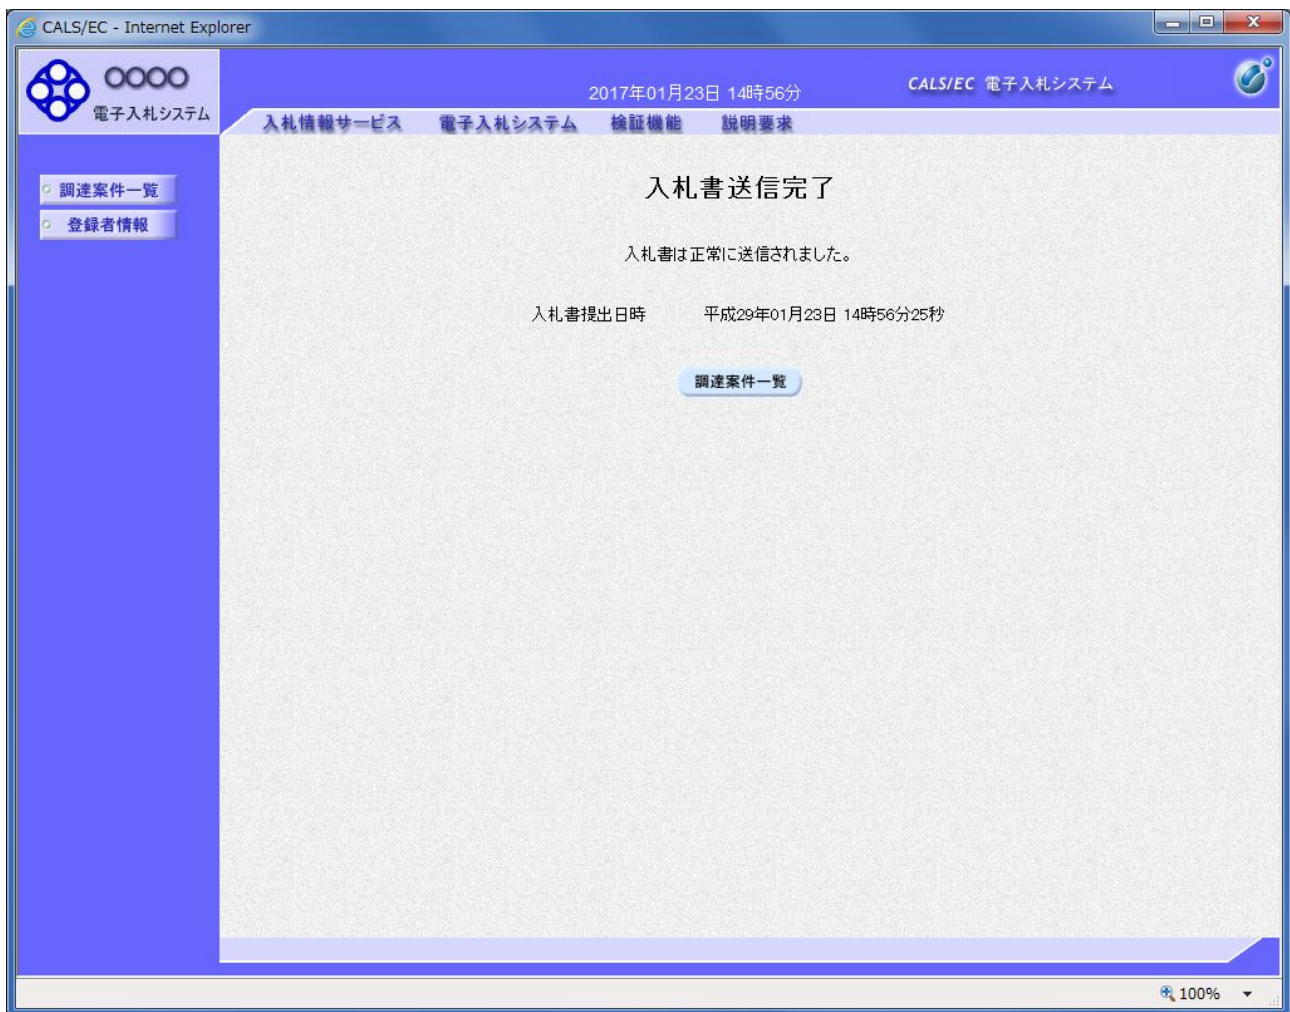 CALS/EC - Internet Explorer
〇〇〇〇
電子入札システム
2017年01月23日 14時56分
CALS/EC 電子入札システム
入札情報サービス 電子入札システム 検証機能 説明要求
調達案件一覧
登録者情報
入札書送信完了
入札書は正常に送信されました。
入札書提出日時 平成29年01月23日 14時56分25秒
調達案件一覧
100%